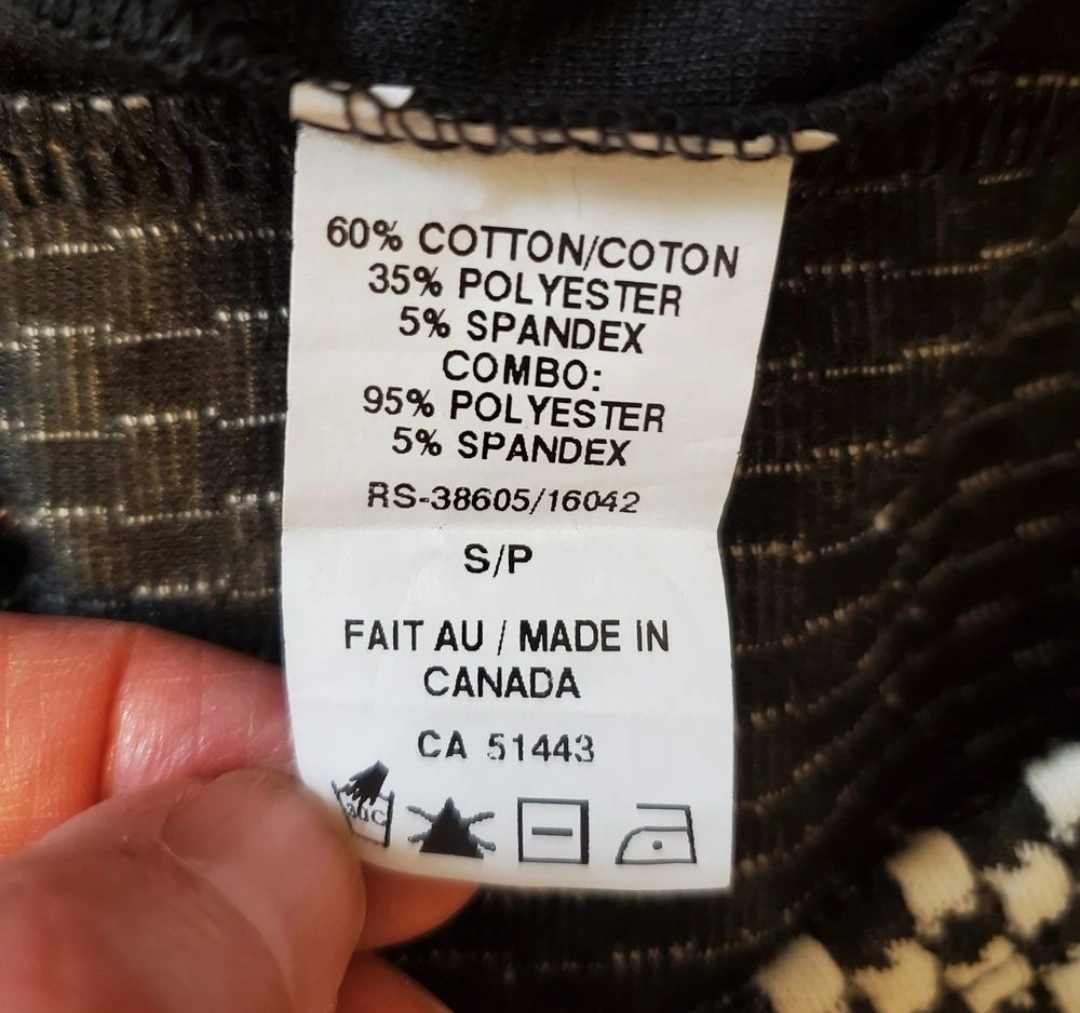 60% COTTON/COTON
35% POLYESTER
5% SPANDEX
COMBO:
95% POLYESTER
5% SPANDEX
RS-38605/16042
S/P
FAIT AU / MADE IN
CANADA
CA 51443
30C